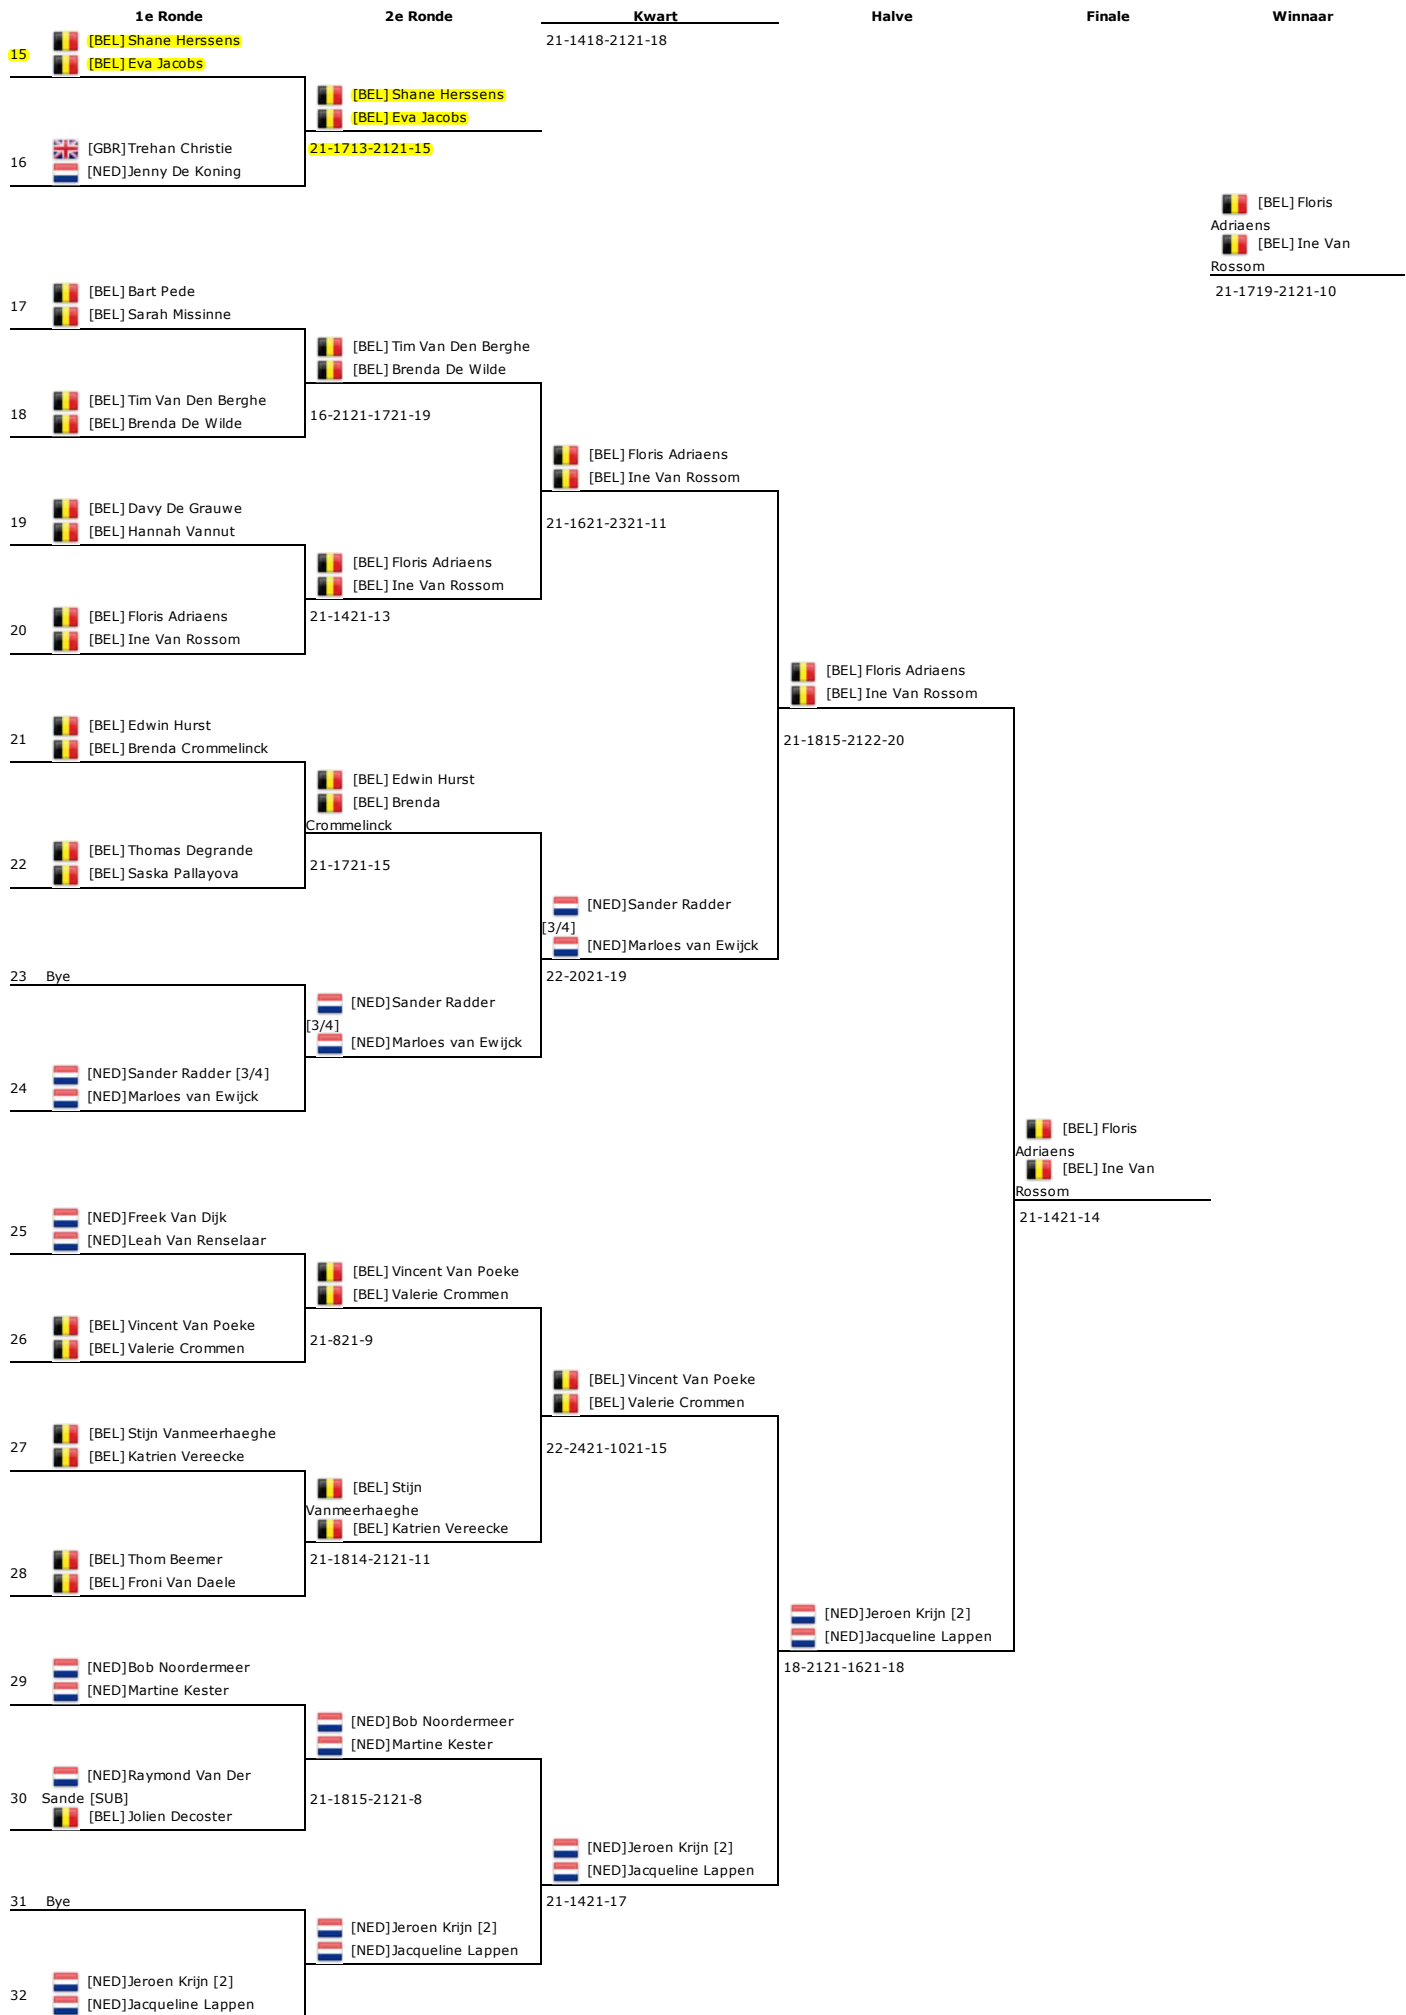 1e Ronde 2e Ronde Kwart Halve Finale Winnaar
[BEL] Shane Herssens 21-1418-2121-18
15
[BEL] Eva Jacobs
[BEL] Shane Herssens
[BEL] Eva Jacobs
[GBR] Trehan Christie 21-1713-2121-15
16
[NED] Jenny De Koning
[BEL] Floris
Adriaens
[BEL] Ine Van
Rossom
[BEL] Bart Pede 21-1719-2121-10
17
[BEL] Sarah Missinne
[BEL] Tim Van Den Berghe
[BEL] Brenda De Wilde
[BEL] Tim Van Den Berghe
18 16-2121-1721-19
[BEL] Brenda De Wilde
[BEL] Floris Adriaens
[BEL] Ine Van Rossom
[BEL] Davy De Grauwe
19 21-1621-2321-11
[BEL] Hannah Vannut
[BEL] Floris Adriaens
[BEL] Ine Van Rossom
[BEL] Floris Adriaens 21-1421-13
20
[BEL] Ine Van Rossom
[BEL] Floris Adriaens
[BEL] Ine Van Rossom
[BEL] Edwin Hurst
21 21-1815-2122-20
[BEL] Brenda Crommelinck
[BEL] Edwin Hurst
[BEL] Brenda
Crommelinck
[BEL] Thomas Degrande
22 21-1721-15
[BEL] Saska Pallayova
[NED] Sander Radder
[3/4]
[NED] Marloes van Ewijck
23 Bye 22-2021-19
[NED] Sander Radder
[3/4]
[NED] Marloes van Ewijck
[NED] Sander Radder [3/4]
24
[NED] Marloes van Ewijck
[BEL] Floris
Adriaens
[BEL] Ine Van
Rossom
[NED] Freek Van Dijk 21-1421-14
25
[NED] Leah Van Renselaar
[BEL] Vincent Van Poeke
[BEL] Valerie Crommen
[BEL] Vincent Van Poeke
26 21-821-9
[BEL] Valerie Crommen
[BEL] Vincent Van Poeke
[BEL] Valerie Crommen
[BEL] Stijn Vanmeerhaeghe
27 22-2421-1021-15
[BEL] Katrien Vereecke
[BEL] Stijn
Vanmeerhaeghe
[BEL] Katrien Vereecke
[BEL] Thom Beemer 21-1814-2121-11
28
[BEL] Froni Van Daele
[NED] Jeroen Krijn [2]
[NED] Jacqueline Lappen
[NED] Bob Noordermeer 18-2121-1621-18
29
[NED] Martine Kester
[NED] Bob Noordermeer
[NED] Martine Kester
[NED] Raymond Van Der
30 Sande [SUB] 21-1815-2121-8
[BEL] Jolien Decoster
[NED] Jeroen Krijn [2]
[NED] Jacqueline Lappen
31 Bye 21-1421-17
[NED] Jeroen Krijn [2]
[NED] Jacqueline Lappen
[NED] Jeroen Krijn [2]
32
[NED] Jacqueline Lappen